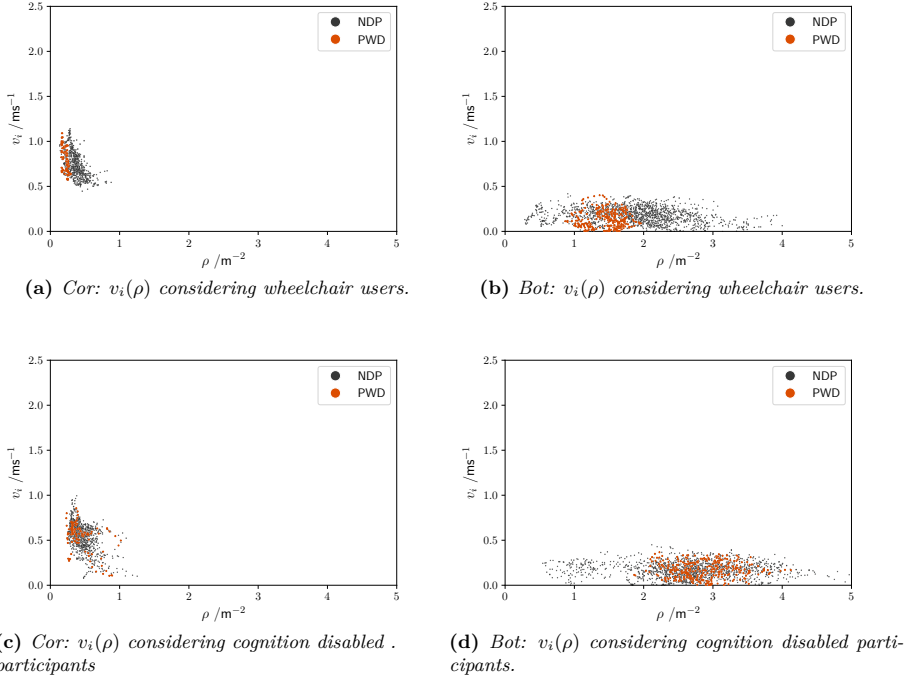 2.5
2.0
1.5
1.0
0.5
0.0
v_i /ms⁻¹
NDP
PWD
0 1 2 3 4 5
ρ /m⁻²
(a) Cor: v_i(ρ) considering wheelchair users.
2.5
2.0
1.5
1.0
0.5
0.0
v_i /ms⁻¹
NDP
PWD
0 1 2 3 4 5
ρ /m⁻²
(b) Bot: v_i(ρ) considering wheelchair users.
2.5
2.0
1.5
1.0
0.5
0.0
v_i /ms⁻¹
NDP
PWD
0 1 2 3 4 5
ρ /m⁻²
(c) Cor: v_i(ρ) considering cognition disabled .
participants
2.5
2.0
1.5
1.0
0.5
0.0
v_i /ms⁻¹
NDP
PWD
0 1 2 3 4 5
ρ /m⁻²
(d) Bot: v_i(ρ) considering cognition disabled parti-
cipants.